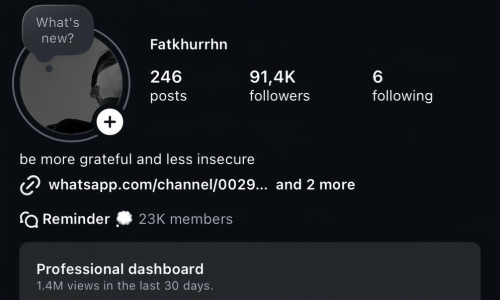 What's
new?
Fatkhurrhn
246
posts
91,4K
followers
6
following
be more grateful and less insecure
whatsapp.com/channel/0029... and 2 more
Reminder 💭 23K members
Professional dashboard
1.4M views in the last 30 days.